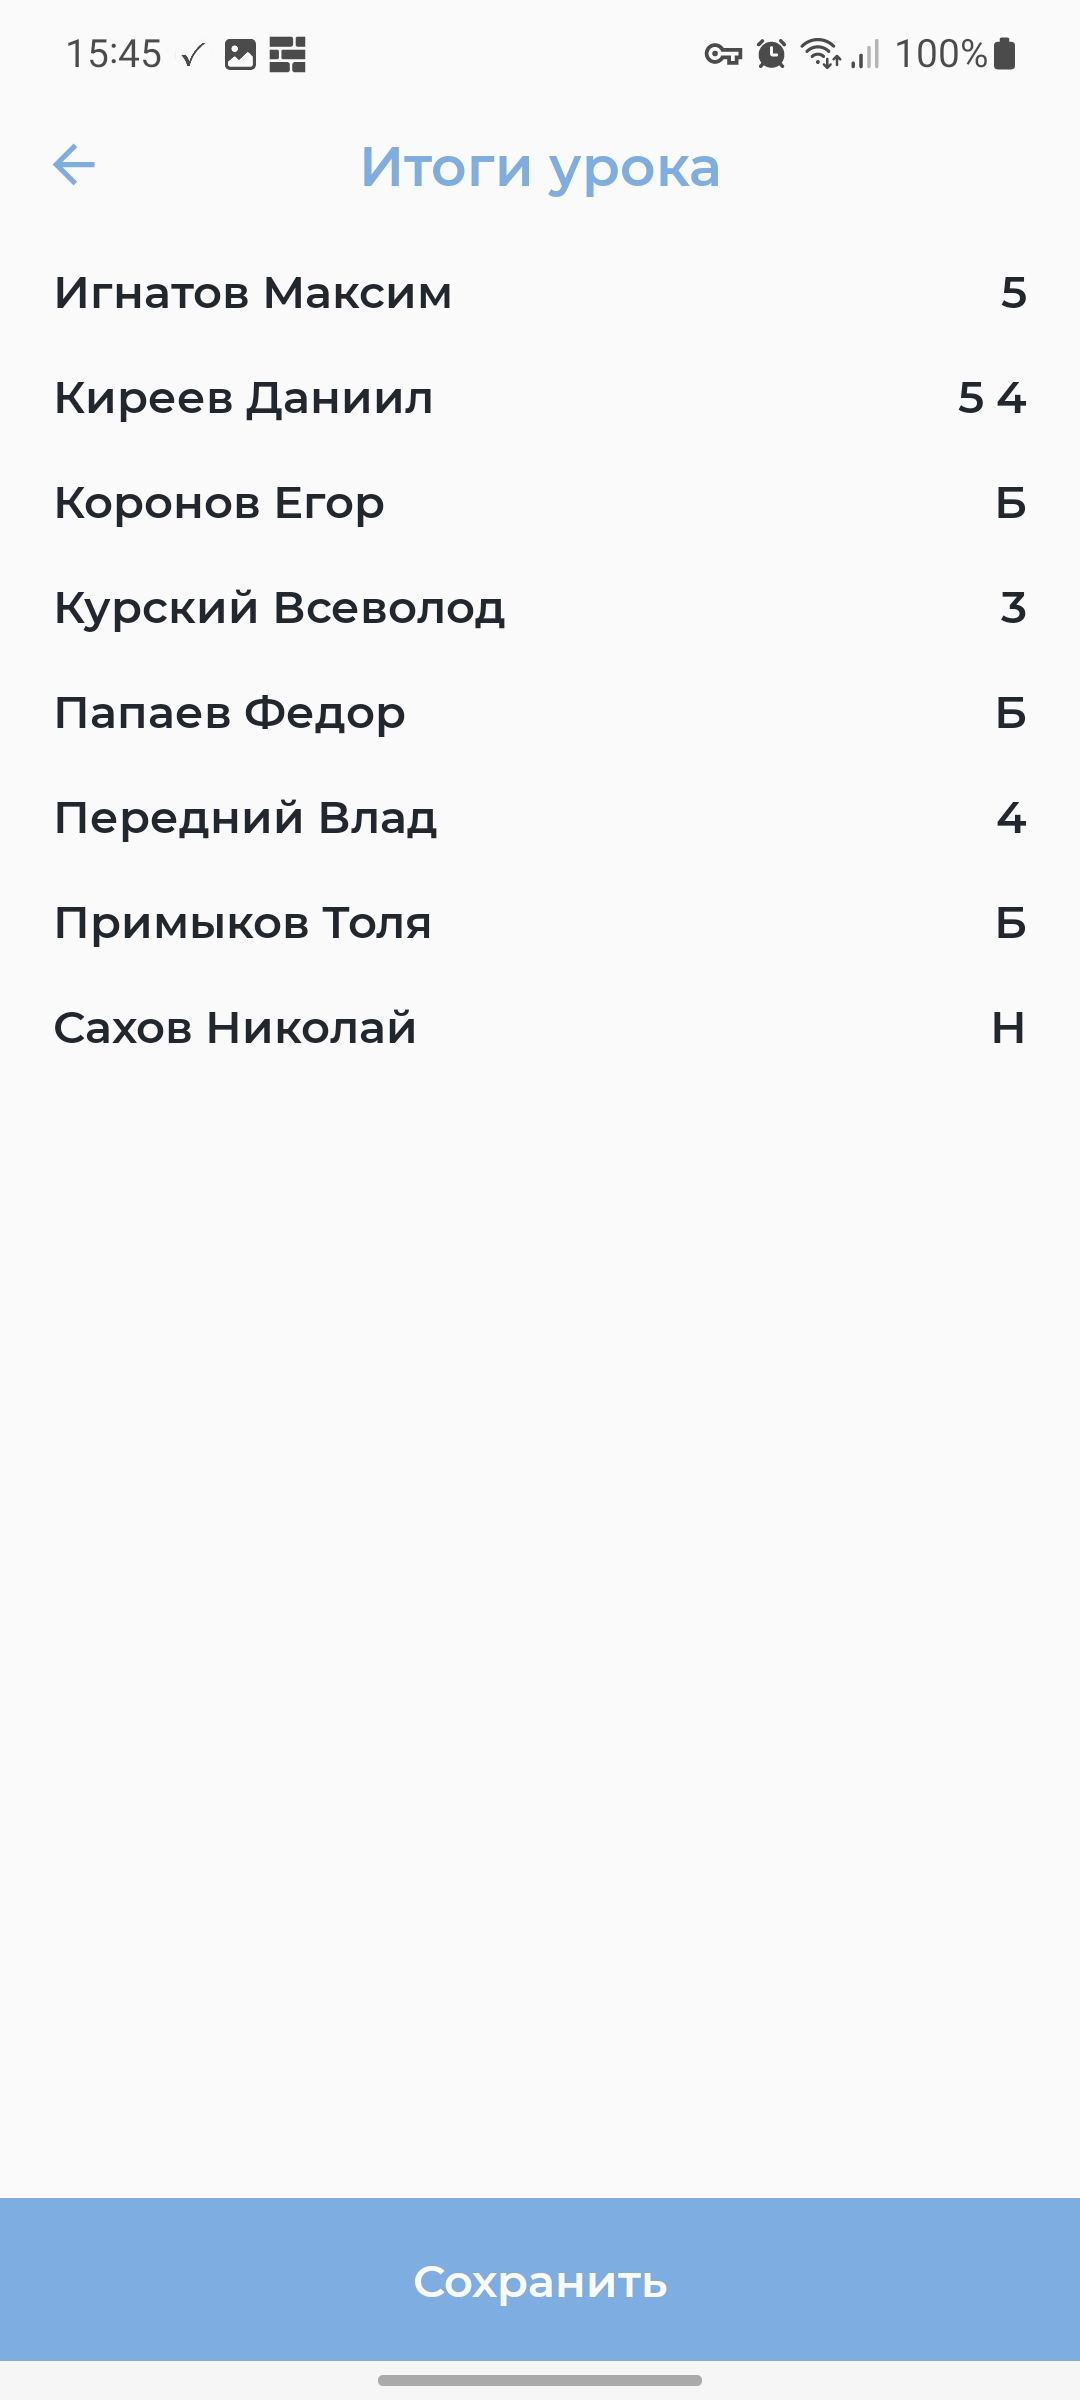 15:45 100%
Итоги урока
Игнатов Максим 5
Киреев Даниил 5 4
Коронов Егор Б
Курский Всеволод 3
Папаев Федор Б
Передний Влад 4
Примыков Толя Б
Сахов Николай Н
Сохранить